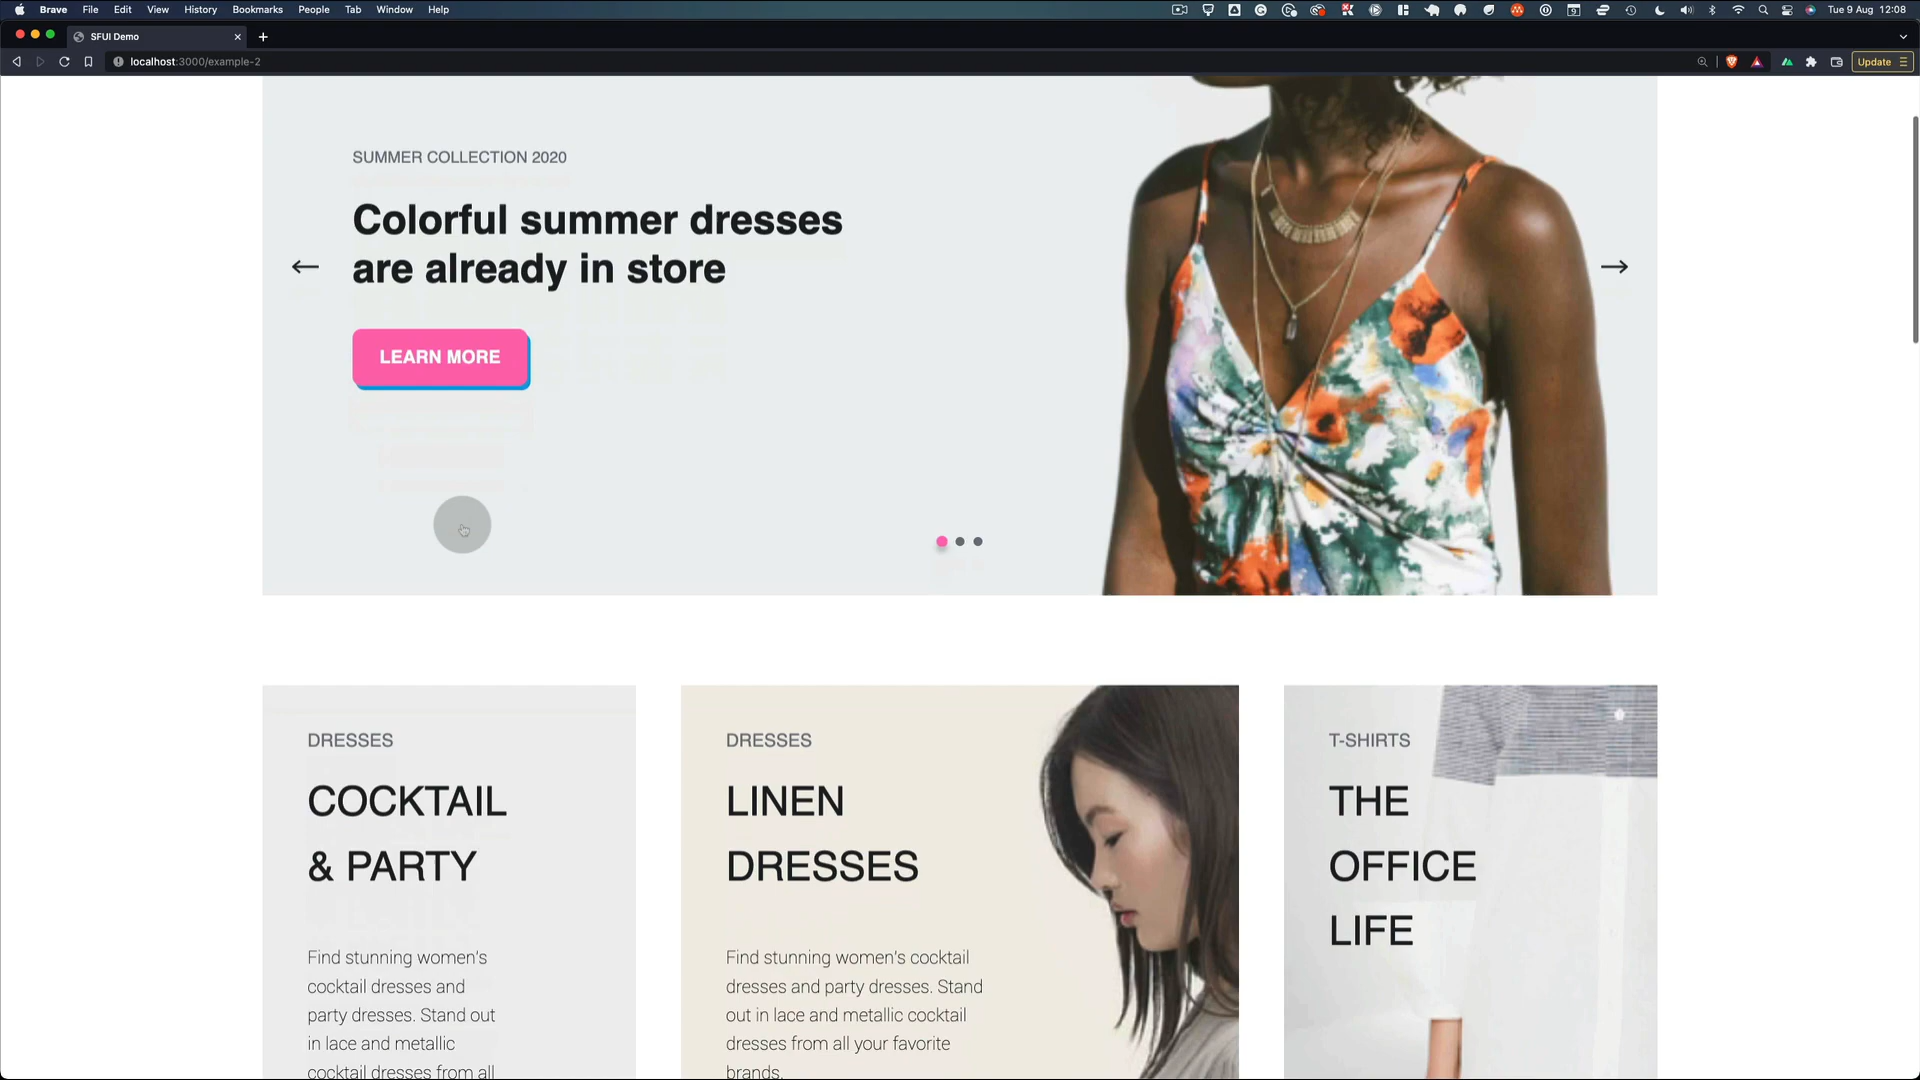 Brave File Edit View History Bookmarks People Tab Window Help
Tue 9 Aug 12:08
SFUI Demo
localhost:3000/example-2
Update
SUMMER COLLECTION 2020
Colorful summer dresses
are already in store
LEARN MORE
DRESSES
COCKTAIL
& PARTY
Find stunning women's
cocktail dresses and
party dresses. Stand out
in lace and metallic
cocktail dresses from all
DRESSES
LINEN
DRESSES
Find stunning women's cocktail
dresses and party dresses. Stand
out in lace and metallic cocktail
dresses from all your favorite
brands.
T-SHIRTS
THE
OFFICE
LIFE